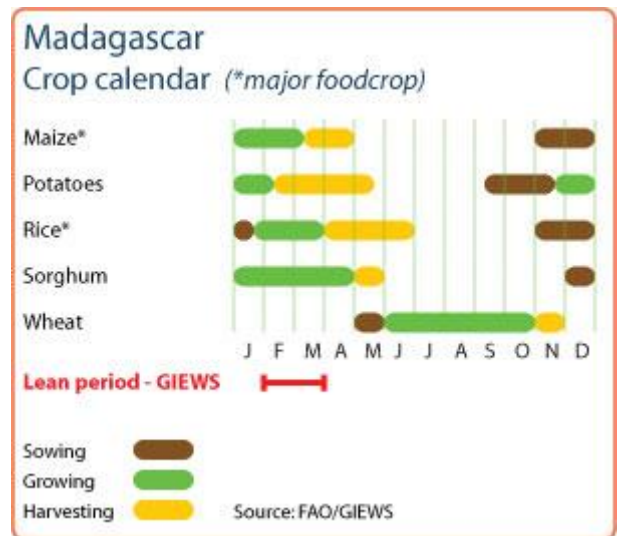 Madagascar
Crop calendar (*major foodcrop)
Maize*
Potatoes
Rice*
Sorghum
Wheat
J F M A M J J A S O N D
Lean period - GIEWS
Sowing
Growing
Harvesting
Source: FAO/GIEWS